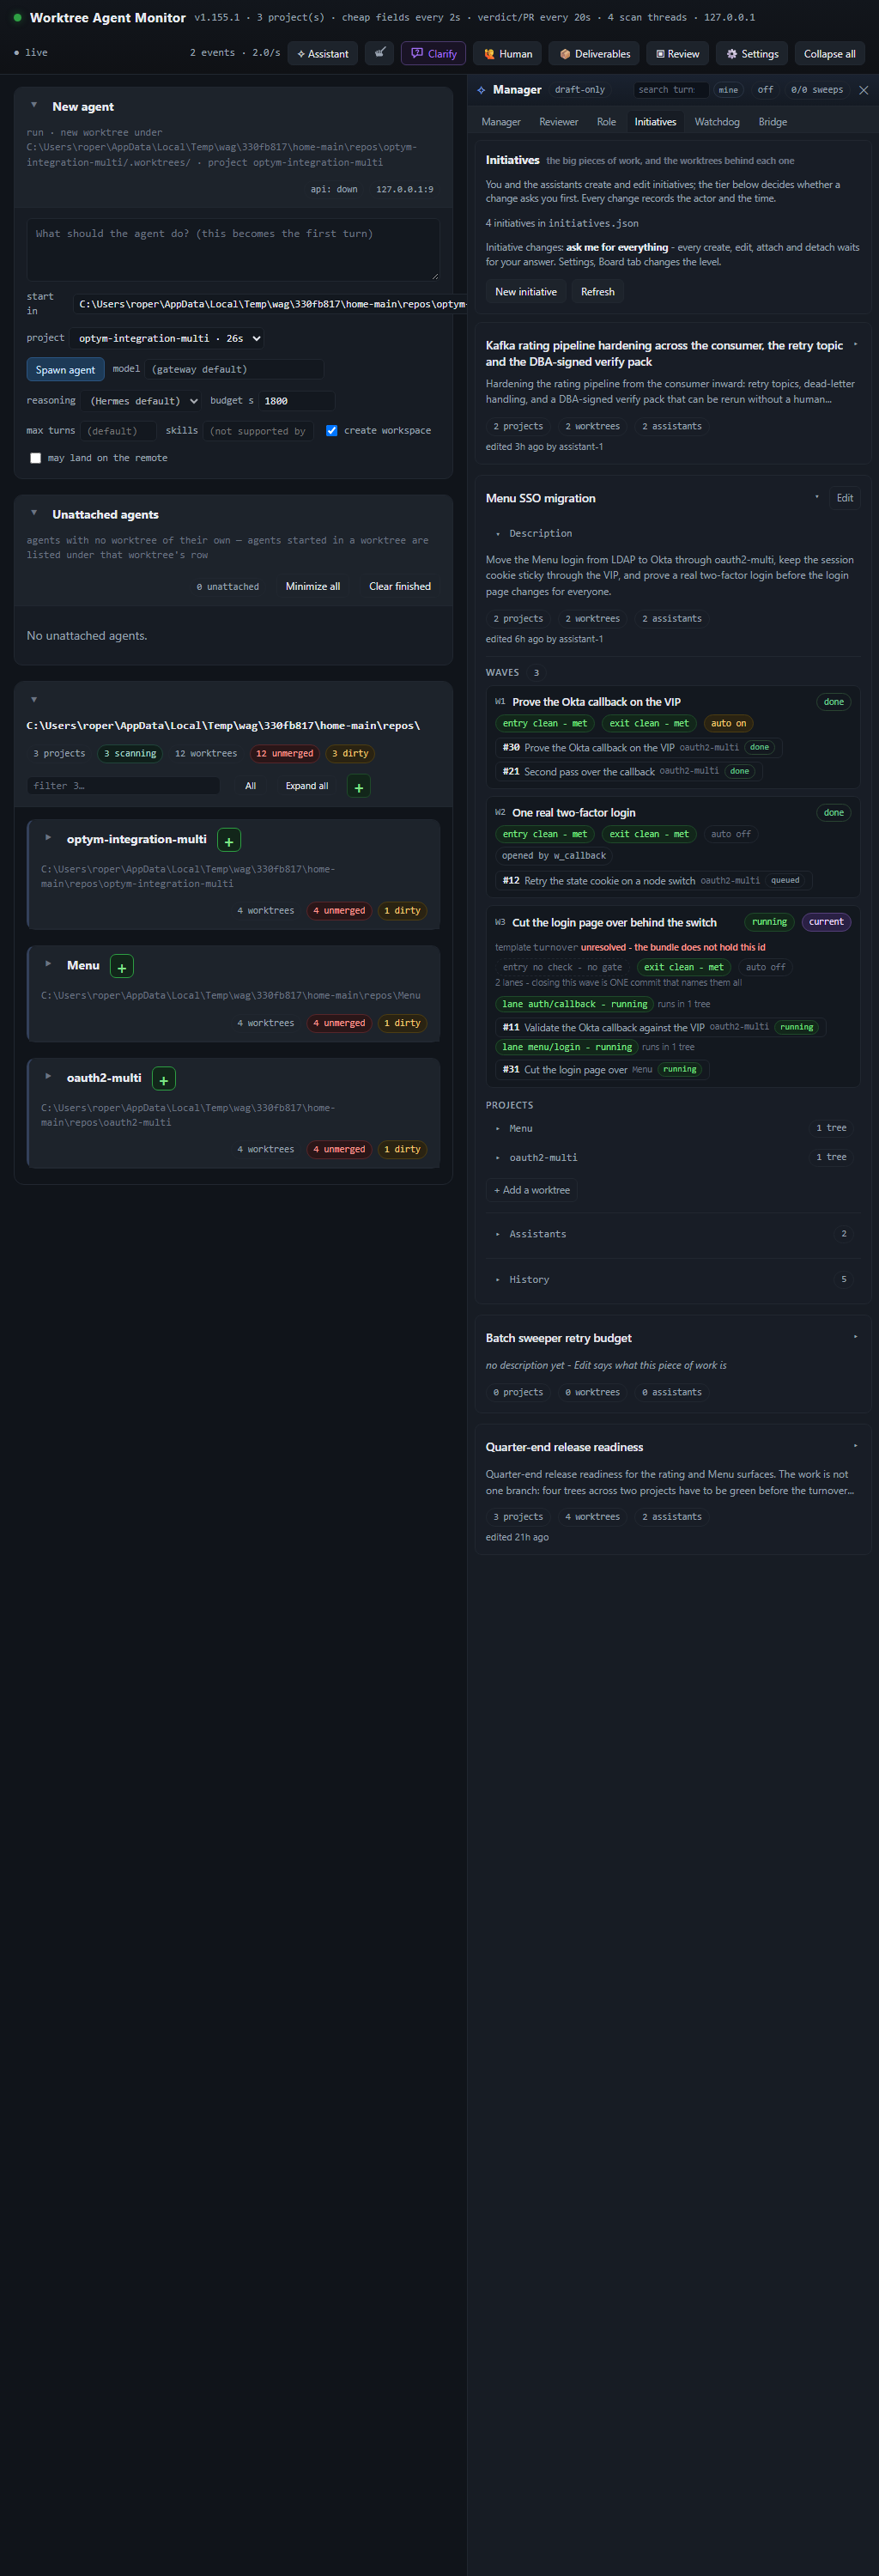 Worktree Agent Monitor v1.155.1 · 3 project(s) · cheap fields every 2s · verdict/PR every 20s · 4 scan threads · 127.0.0.1
live 2 events · 2.0/s Assistant Clarify Human Deliverables Review Settings Collapse all
New agent
run · new worktree under
C:\Users\roper\AppData\Local\Temp\wag\330fb817\home-main\repos\optym-
integration-multi/.worktrees/ · project optym-integration-multi
api: down 127.0.0.1:9
What should the agent do? (this becomes the first turn)
start
in
C:\Users\roper\AppData\Local\Temp\wag\330fb817\home-main\repos\optym-
project optym-integration-multi · 26s
Spawn agent model (gateway default)
reasoning (Hermes default) budget s 1800
max turns (default) skills (not supported by create workspace
may land on the remote
Unattached agents
agents with no worktree of their own — agents started in a worktree are
listed under that worktree's row
0 unattached Minimize all Clear finished
No unattached agents.
C:\Users\roper\AppData\Local\Temp\wag\330fb817\home-main\repos\
3 projects 3 scanning 12 worktrees 12 unmerged 3 dirty
filter 3… All Expand all +
optym-integration-multi +
C:\Users\roper\AppData\Local\Temp\wag\330fb817\home-
main\repos\optym-integration-multi
4 worktrees 4 unmerged 1 dirty
Menu +
C:\Users\roper\AppData\Local\Temp\wag\330fb817\home-main\repos\Menu
4 worktrees 4 unmerged 1 dirty
oauth2-multi +
C:\Users\roper\AppData\Local\Temp\wag\330fb817\home-
main\repos\oauth2-multi
4 worktrees 4 unmerged 1 dirty
Manager draft-only search turn mine off 0/0 sweeps
Manager Reviewer Role Initiatives Watchdog Bridge
Initiatives the big pieces of work, and the worktrees behind each one
You and the assistants create and edit initiatives; the tier below decides whether a
change asks you first. Every change records the actor and the time.
4 initiatives in initiatives.json
Initiative changes: ask me for everything - every create, edit, attach and detach waits
for your answer. Settings, Board tab changes the level.
New initiative Refresh
Kafka rating pipeline hardening across the consumer, the retry topic
and the DBA-signed verify pack
Hardening the rating pipeline from the consumer inward: retry topics, dead-letter
handling, and a DBA-signed verify pack that can be rerun without a human...
2 projects 2 worktrees 2 assistants
edited 3h ago by assistant-1
Menu SSO migration Edit
Description
Move the Menu login from LDAP to Okta through oauth2-multi, keep the session
cookie sticky through the VIP, and prove a real two-factor login before the login
page changes for everyone.
2 projects 2 worktrees 2 assistants
edited 6h ago by assistant-1
WAVES 3
W1 Prove the Okta callback on the VIP done
entry clean - met exit clean - met auto on
#30 Prove the Okta callback on the VIP oauth2-multi done
#21 Second pass over the callback oauth2-multi done
W2 One real two-factor login done
entry clean - met exit clean - met auto off
opened by w_callback
#12 Retry the state cookie on a node switch oauth2-multi queued
W3 Cut the login page over behind the switch running current
template turnover unresolved - the bundle does not hold this id
entry no check - no gate exit clean - met auto off
2 lanes - closing this wave is ONE commit that names them all
lane auth/callback - running runs in 1 tree
#11 Validate the Okta callback against the VIP oauth2-multi running
lane menu/login - running runs in 1 tree
#31 Cut the login page over Menu running
PROJECTS
Menu 1 tree
oauth2-multi 1 tree
+ Add a worktree
Assistants 2
History 5
Batch sweeper retry budget
no description yet - Edit says what this piece of work is
0 projects 0 worktrees 0 assistants
Quarter-end release readiness
Quarter-end release readiness for the rating and Menu surfaces. The work is not
one branch: four trees across two projects have to be green before the turnover...
3 projects 4 worktrees 2 assistants
edited 21h ago